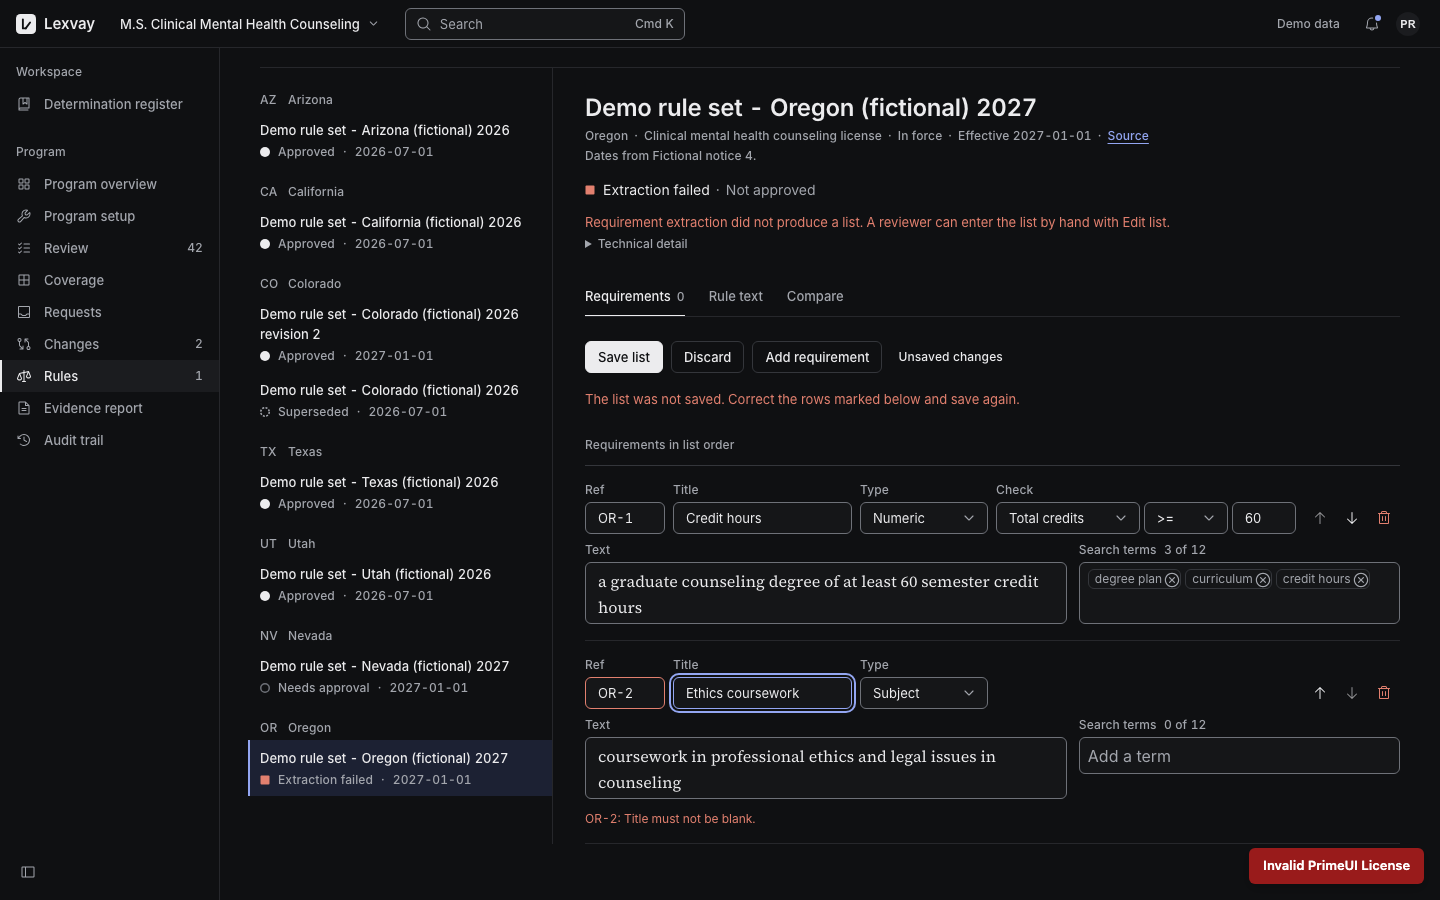 Lexvay
M.S. Clinical Mental Health Counseling
Search Cmd K
Demo data
PR
Workspace
Determination register
Program
Program overview
Program setup
Review 42
Coverage
Requests
Changes 2
Rules 1
Evidence report
Audit trail
AZ Arizona
Demo rule set - Arizona (fictional) 2026
Approved · 2026-07-01
CA California
Demo rule set - California (fictional) 2026
Approved · 2026-07-01
CO Colorado
Demo rule set - Colorado (fictional) 2026
revision 2
Approved · 2027-01-01
Demo rule set - Colorado (fictional) 2026
Superseded · 2026-07-01
TX Texas
Demo rule set - Texas (fictional) 2026
Approved · 2026-07-01
UT Utah
Demo rule set - Utah (fictional) 2026
Approved · 2026-07-01
NV Nevada
Demo rule set - Nevada (fictional) 2027
Needs approval · 2027-01-01
OR Oregon
Demo rule set - Oregon (fictional) 2027
Extraction failed · 2027-01-01
Demo rule set - Oregon (fictional) 2027
Oregon · Clinical mental health counseling license · In force · Effective 2027-01-01 · Source
Dates from Fictional notice 4.
Extraction failed · Not approved
Requirement extraction did not produce a list. A reviewer can enter the list by hand with Edit list.
Technical detail
Requirements 0 Rule text Compare
Save list Discard Add requirement Unsaved changes
The list was not saved. Correct the rows marked below and save again.
Requirements in list order
Ref Title Type Check
OR-1 Credit hours Numeric Total credits >= 60
Text Search terms 3 of 12
a graduate counseling degree of at least 60 semester credit
hours
degree plan curriculum credit hours
Ref Title Type
OR-2 Ethics coursework Subject
Text Search terms 0 of 12
coursework in professional ethics and legal issues in
counseling
Add a term
OR-2: Title must not be blank.
Invalid PrimeUI License